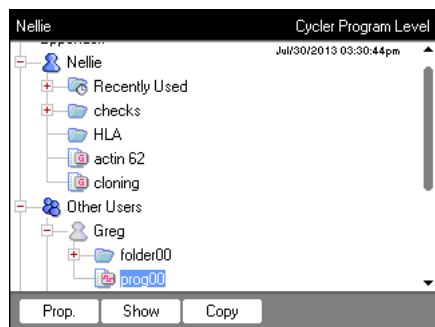 Nellie Cycler Program Level
Jul/30/2013 03:30:44pm
Nellie
Recently Used
checks
HLA
actin 62
cloning
Other Users
Greg
folder00
prog00
Prop. Show Copy